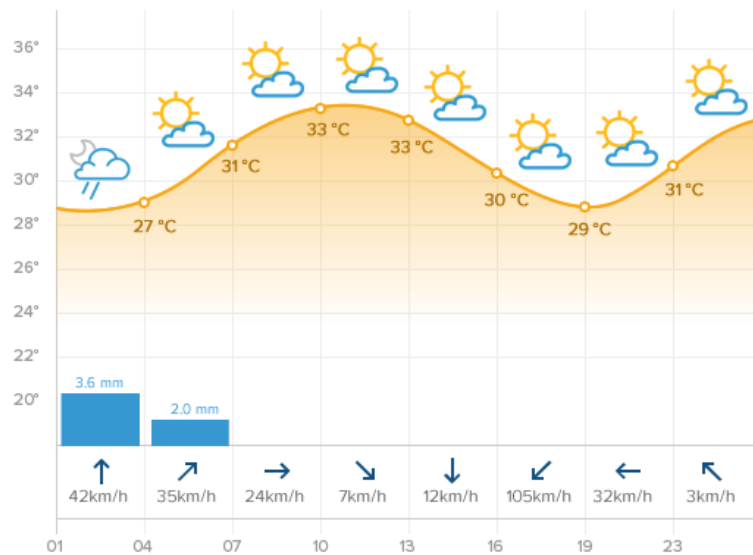 36°
34°
32°
30°
28°
26°
24°
22°
20°
27 °C
31 °C
33 °C
33 °C
30 °C
29 °C
31 °C
3.6 mm
2.0 mm
42km/h 35km/h 24km/h 7km/h 12km/h 105km/h 32km/h 3km/h
01 04 07 10 13 16 19 23